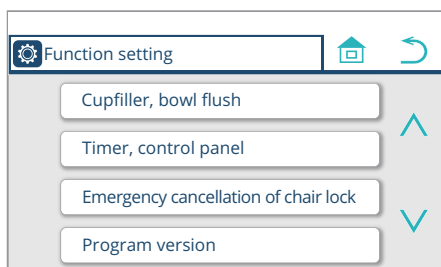 Function setting
Cupfiller, bowl flush
Timer, control panel
Emergency cancellation of chair lock
Program version